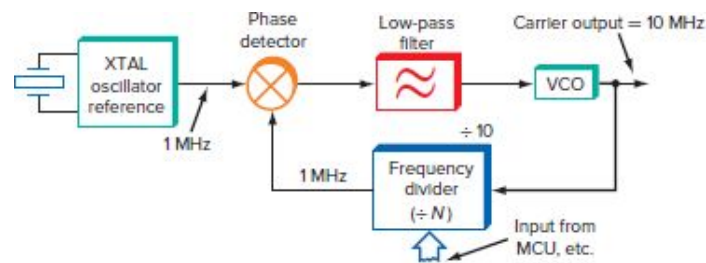 Phase
detector
Low-pass
filter
Carrier output = 10 MHz
XTAL
oscillator
reference
VCO
1 MHz
÷ 10
1 MHz
Frequency
divider
(÷ N)
Input from
MCU, etc.